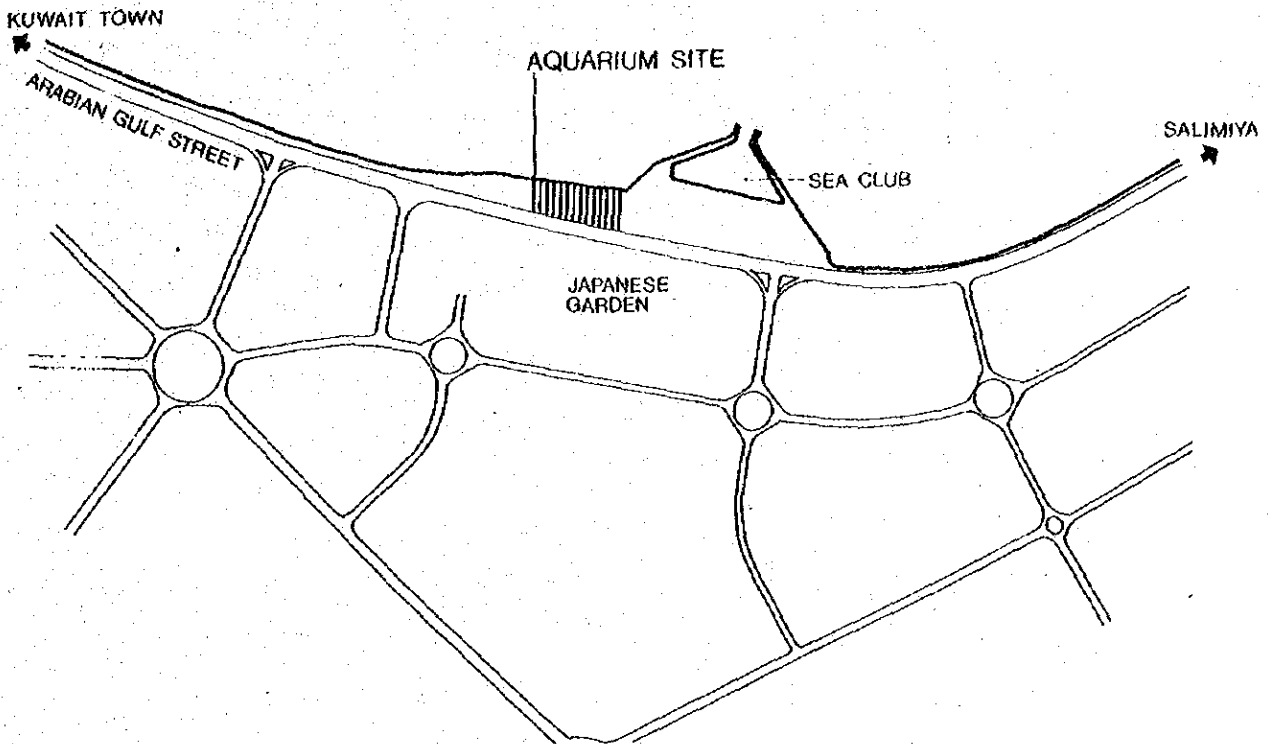 KUWAIT TOWN
AQUARIUM SITE
ARABIAN GULF STREET
SALIMIYA
SEA CLUB
JAPANESE
GARDEN